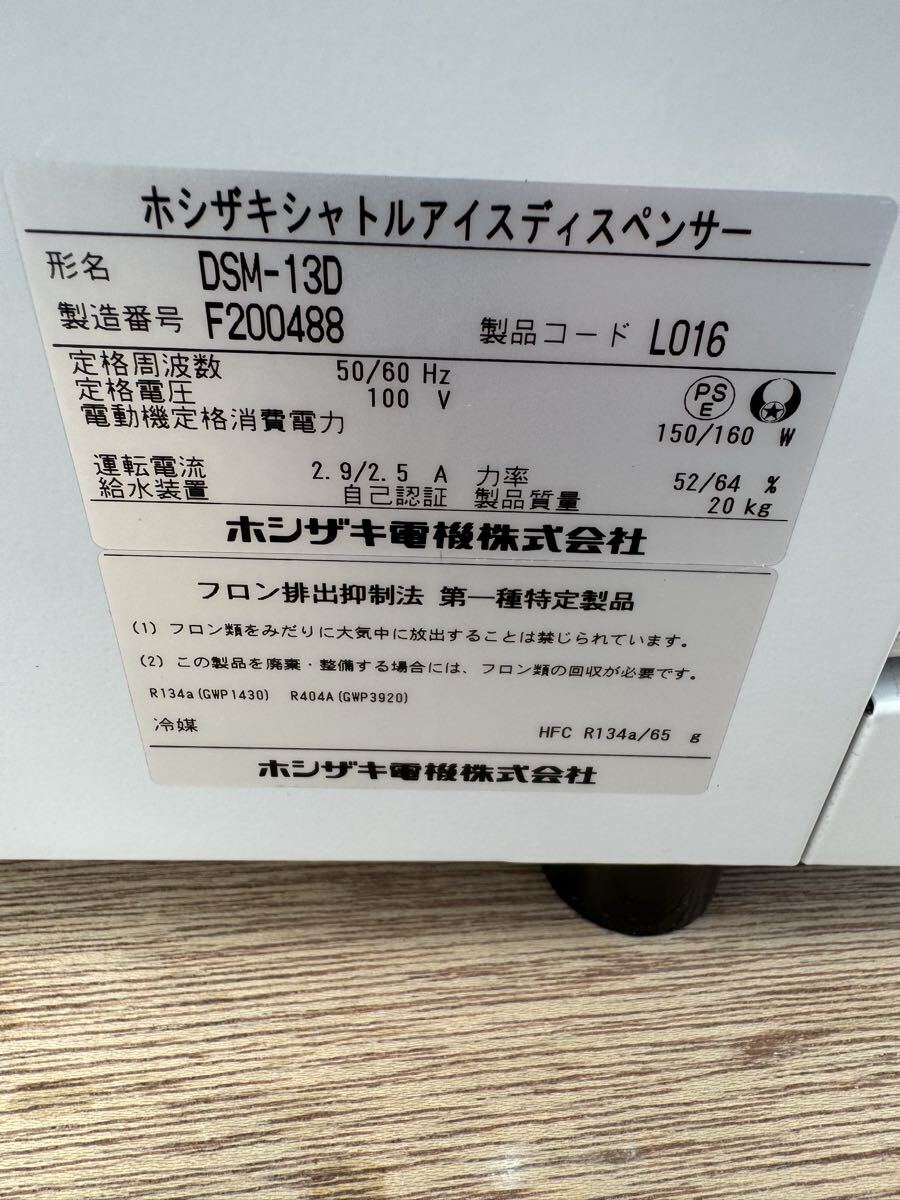 ホシザキシャトルアイスディスペンサー
形名 DSM-13D
製造番号 F200488 製品コード L016
定格周波数 50/60 Hz
定格電圧 100 V
PS E
電動機定格消費電力 150/160 W
運転電流 2.9/2.5 A 力率 52/64 %
給水装置 自己認証 製品質量 20 kg
ホシザキ電機株式会社
フロン排出抑制法 第一種特定製品
(1) フロン類をみだりに大気中に放出することは禁じられています。
(2) この製品を廃棄・整備する場合には、フロン類の回収が必要です。
R134a(GWP1430) R404A(GWP3920)
冷媒 HFC R134a/65 g
ホシザキ電機株式会社